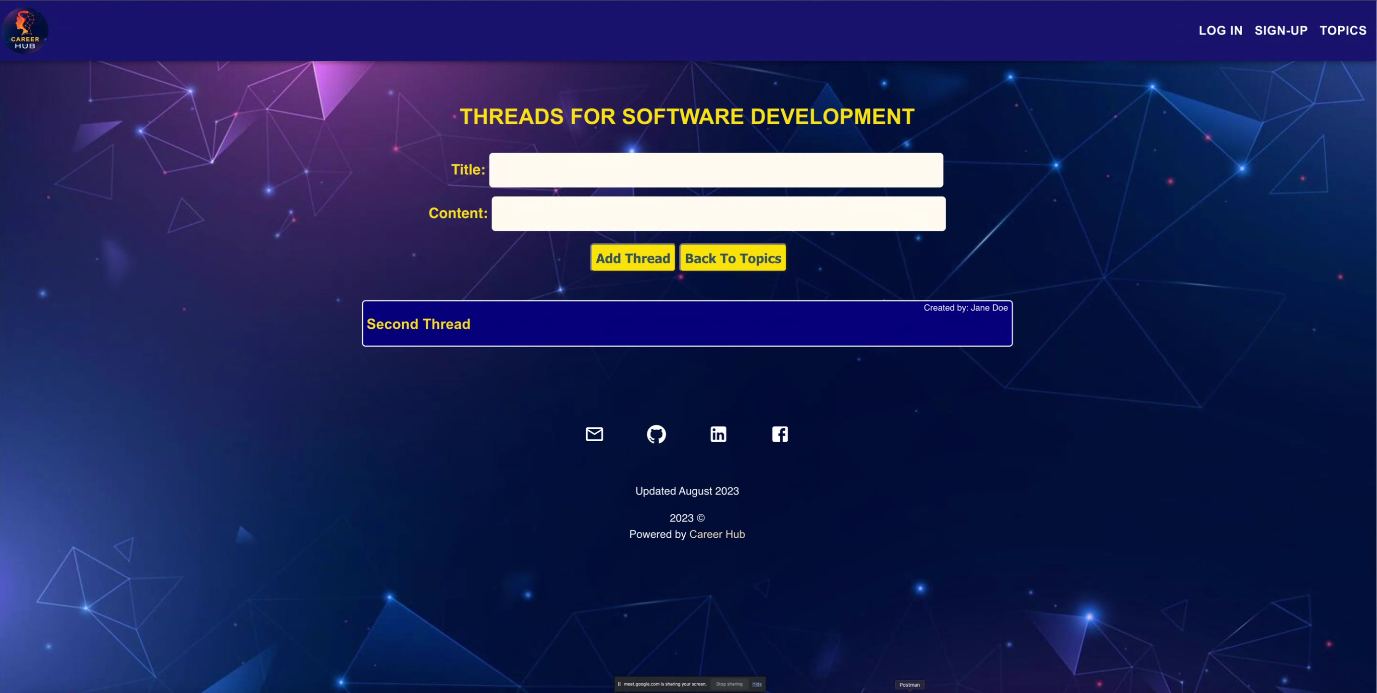 CAREER
HUB
LOG IN SIGN-UP TOPICS
THREADS FOR SOFTWARE DEVELOPMENT
Title:
Content:
Add Thread Back To Topics
Created by: Jane Doe
Second Thread
Updated August 2023
2023 ©
Powered by Career Hub
meet.google.com is sharing your screen. Stop sharing Hide
Postman